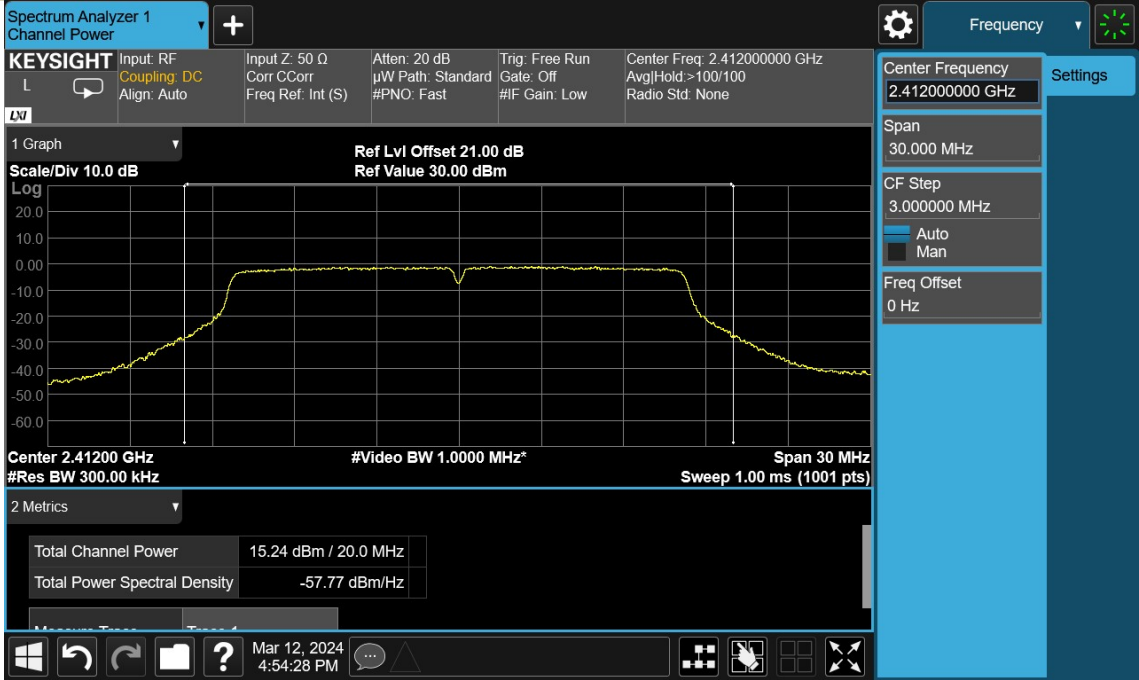 Spectrum Analyzer 1
Channel Power
+
Frequency
KEYSIGHT
L
LXI
Input: RF
Coupling: DC
Align: Auto
Input Z: 50 Ω
Corr CCorr
Freq Ref: Int (S)
Atten: 20 dB
µW Path: Standard
#PNO: Fast
Trig: Free Run
Gate: Off
#IF Gain: Low
Center Freq: 2.412000000 GHz
Avg|Hold:>100/100
Radio Std: None
Center Frequency
2.412000000 GHz
Settings
Span
30.000 MHz
CF Step
3.000000 MHz
Auto
Man
Freq Offset
0 Hz
1 Graph
Scale/Div 10.0 dB
Ref Lvl Offset 21.00 dB
Ref Value 30.00 dBm
Log
20.0
10.0
0.00
-10.0
-20.0
-30.0
-40.0
-50.0
-60.0
Center 2.41200 GHz
#Video BW 1.0000 MHz*
Span 30 MHz
#Res BW 300.00 kHz
Sweep 1.00 ms (1001 pts)
2 Metrics
Total Channel Power 15.24 dBm / 20.0 MHz
Total Power Spectral Density -57.77 dBm/Hz
Measure Trace Trace 1
?
Mar 12, 2024
4:54:28 PM